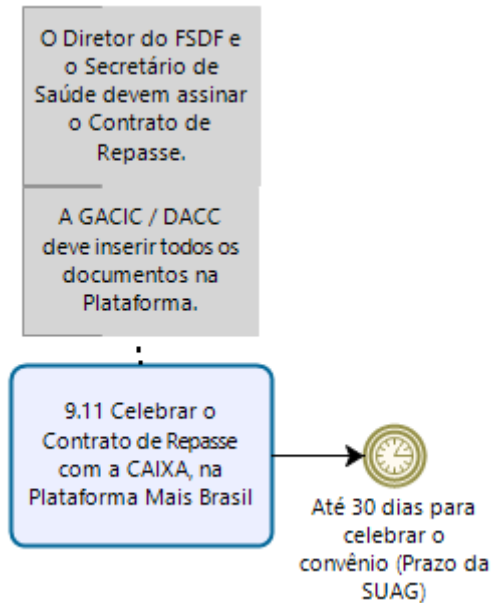 O Diretor do FSDF e
o Secretário de
Saúde devem assinar
o Contrato de
Repasse.
A GACIC / DACC
deve inserir todos os
documentos na
Plataforma.
9.11 Celebrar o
Contrato de Repasse
com a CAIXA, na
Plataforma Mais Brasil
Até 30 dias para
celebrar o
convênio (Prazo da
SUAG)